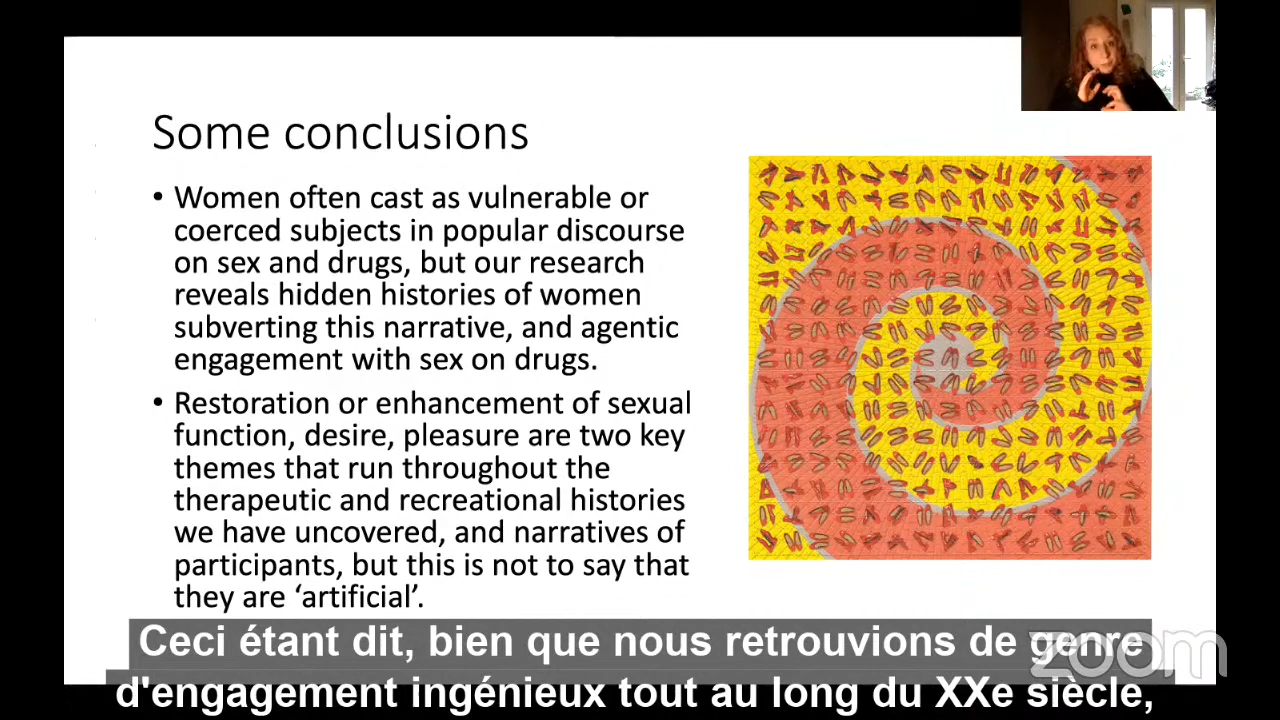 Some conclusions
• Women often cast as vulnerable or
coerced subjects in popular discourse
on sex and drugs, but our research
reveals hidden histories of women
subverting this narrative, and agentic
engagement with sex on drugs.
• Restoration or enhancement of sexual
function, desire, pleasure are two key
themes that run throughout the
therapeutic and recreational histories
we have uncovered, and narratives of
participants, but this is not to say that
they are ‘artificial’.
Ceci étant dit, bien que nous retrouvions de genre
zoom
d'engagement ingénieux tout au long du XXe siècle,